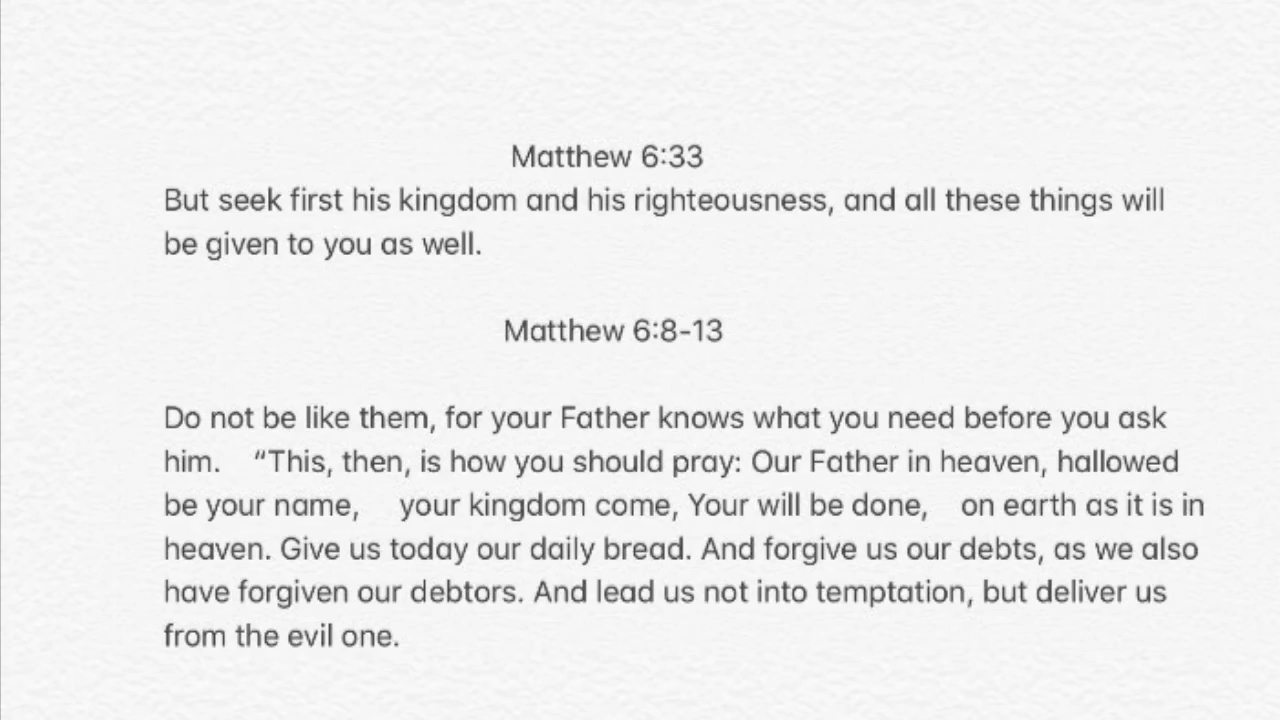 Matthew 6:33
But seek first his kingdom and his righteousness, and all these things will
be given to you as well.
Matthew 6:8-13
Do not be like them, for your Father knows what you need before you ask
him.    “This, then, is how you should pray: Our Father in heaven, hallowed
be your name,    your kingdom come, Your will be done,    on earth as it is in
heaven. Give us today our daily bread. And forgive us our debts, as we also
have forgiven our debtors. And lead us not into temptation, but deliver us
from the evil one.